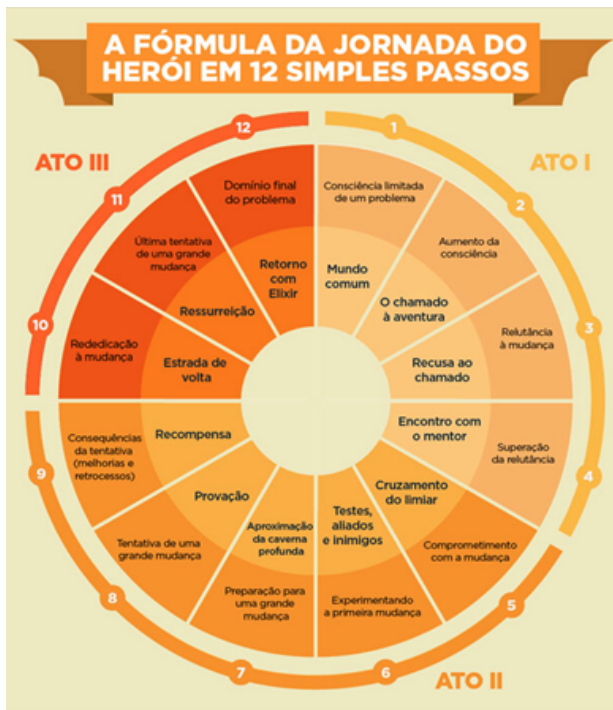 A FÓRMULA DA JORNADA DO
HERÓI EM 12 SIMPLES PASSOS
ATO I
1
Consciência limitada
de um problema
Mundo
comum
2
Aumento da
consciência
O chamado
à aventura
3
Relutância
à mudança
Recusa ao
chamado
4
Superação
da relutância
Encontro com
o mentor
ATO II
5
Comprometimento
com a mudança
Cruzamento
do limiar
6
Experimentando
a primeira mudança
Testes,
aliados
e inimigos
7
Preparação para
uma grande
mudança
Aproximação
da caverna
profunda
8
Tentativa de uma
grande mudança
Provação
9
Consequências
da tentativa
(melhorias e
retrocessos)
Recompensa
ATO III
10
Rededicação
à mudança
Estrada de
volta
11
Última tentativa
de uma grande
mudança
Ressurreição
12
Domínio final
do problema
Retorno
com
Elixir